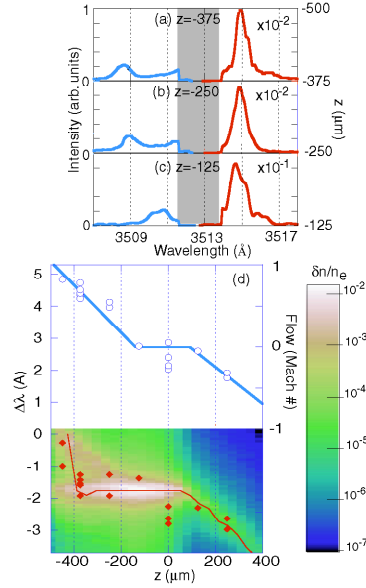 1
(a) z=-375
x10-2
-500
0
-375
(b) z=-250
x10-2
0
-250
(c) z=-125
x10-1
0
-125
Intensity (arb.units)
z (μm)
3509
3513
3517
Wavelength (Å)
5
4
3
2
Δλ (A)
(d)
1
0
-1
Flow (Mach #)
0
-1
-2
-3
-400
-200
0
200
400
z (μm)
δn/ne
10-2
10-3
10-4
10-5
10-6
10-7